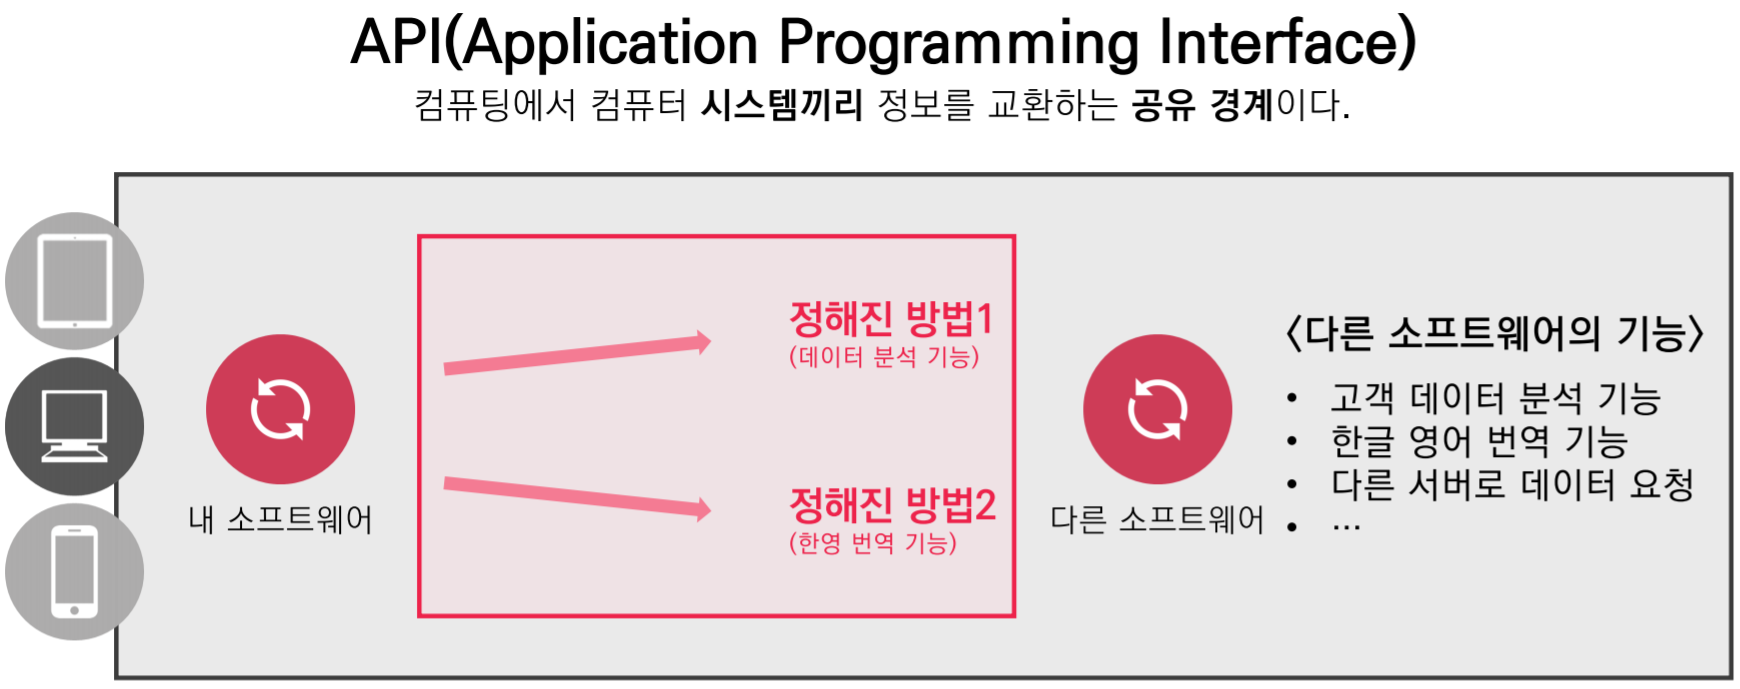 API(Application Programming Interface)
컴퓨팅에서 컴퓨터 시스템끼리 정보를 교환하는 공유 경계이다.
내 소프트웨어
정해진 방법1
(데이터 분석 기능)
정해진 방법2
(한영 번역 기능)
다른 소프트웨어
〈다른 소프트웨어의 기능〉
• 고객 데이터 분석 기능
• 한글 영어 번역 기능
• 다른 서버로 데이터 요청
• …